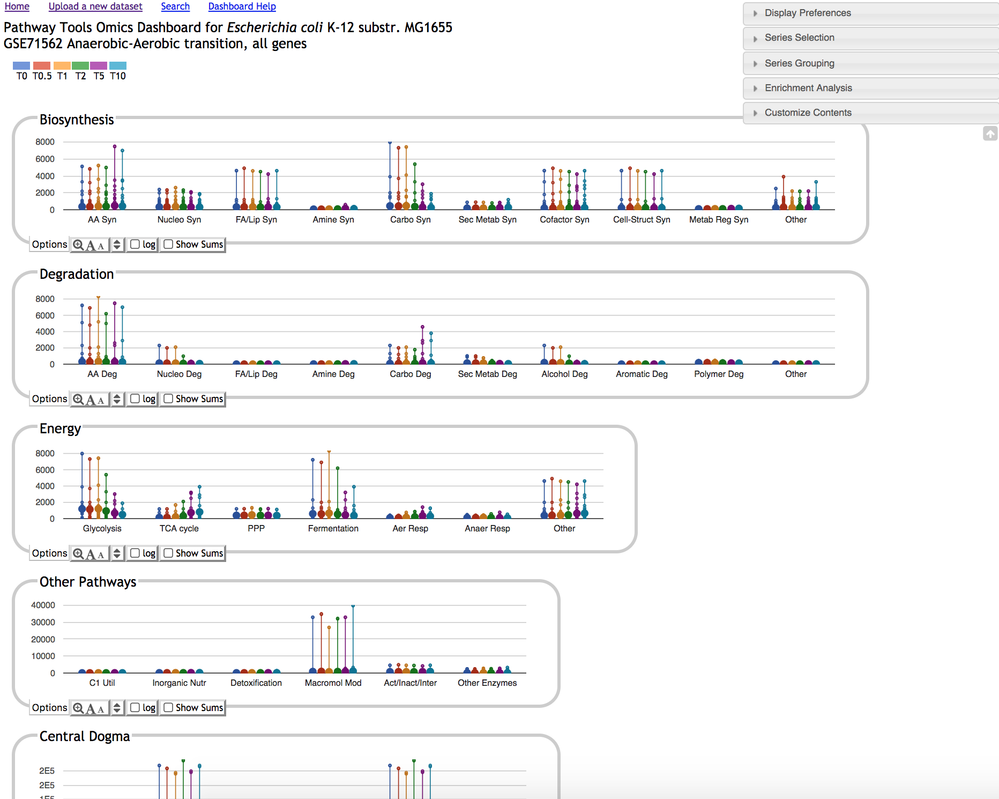 Home Upload a new dataset Search Dashboard Help
Pathway Tools Omics Dashboard for Escherichia coli K-12 substr. MG1655
GSE71562 Anaerobic-Aerobic transition, all genes
T0 T0.5 T1 T2 T5 T10
Display Preferences
Series Selection
Series Grouping
Enrichment Analysis
Customize Contents
Biosynthesis
8000
6000
4000
2000
0
AA Syn Nucleo Syn FA/Lip Syn Amine Syn Carbo Syn Sec Metab Syn Cofactor Syn Cell-Struct Syn Metab Reg Syn Other
Options A A log Show Sums
Degradation
8000
6000
4000
2000
0
AA Deg Nucleo Deg FA/Lip Deg Amine Deg Carbo Deg Sec Metab Deg Alcohol Deg Aromatic Deg Polymer Deg Other
Options A A log Show Sums
Energy
8000
6000
4000
2000
0
Glycolysis TCA cycle PPP Fermentation Aer Resp Anaer Resp Other
Options A A log Show Sums
Other Pathways
40000
30000
20000
10000
0
C1 Util Inorganic Nutr Detoxification Macromol Mod Act/Inact/Inter Other Enzymes
Options A A log Show Sums
Central Dogma
2E5
2E5
1E5